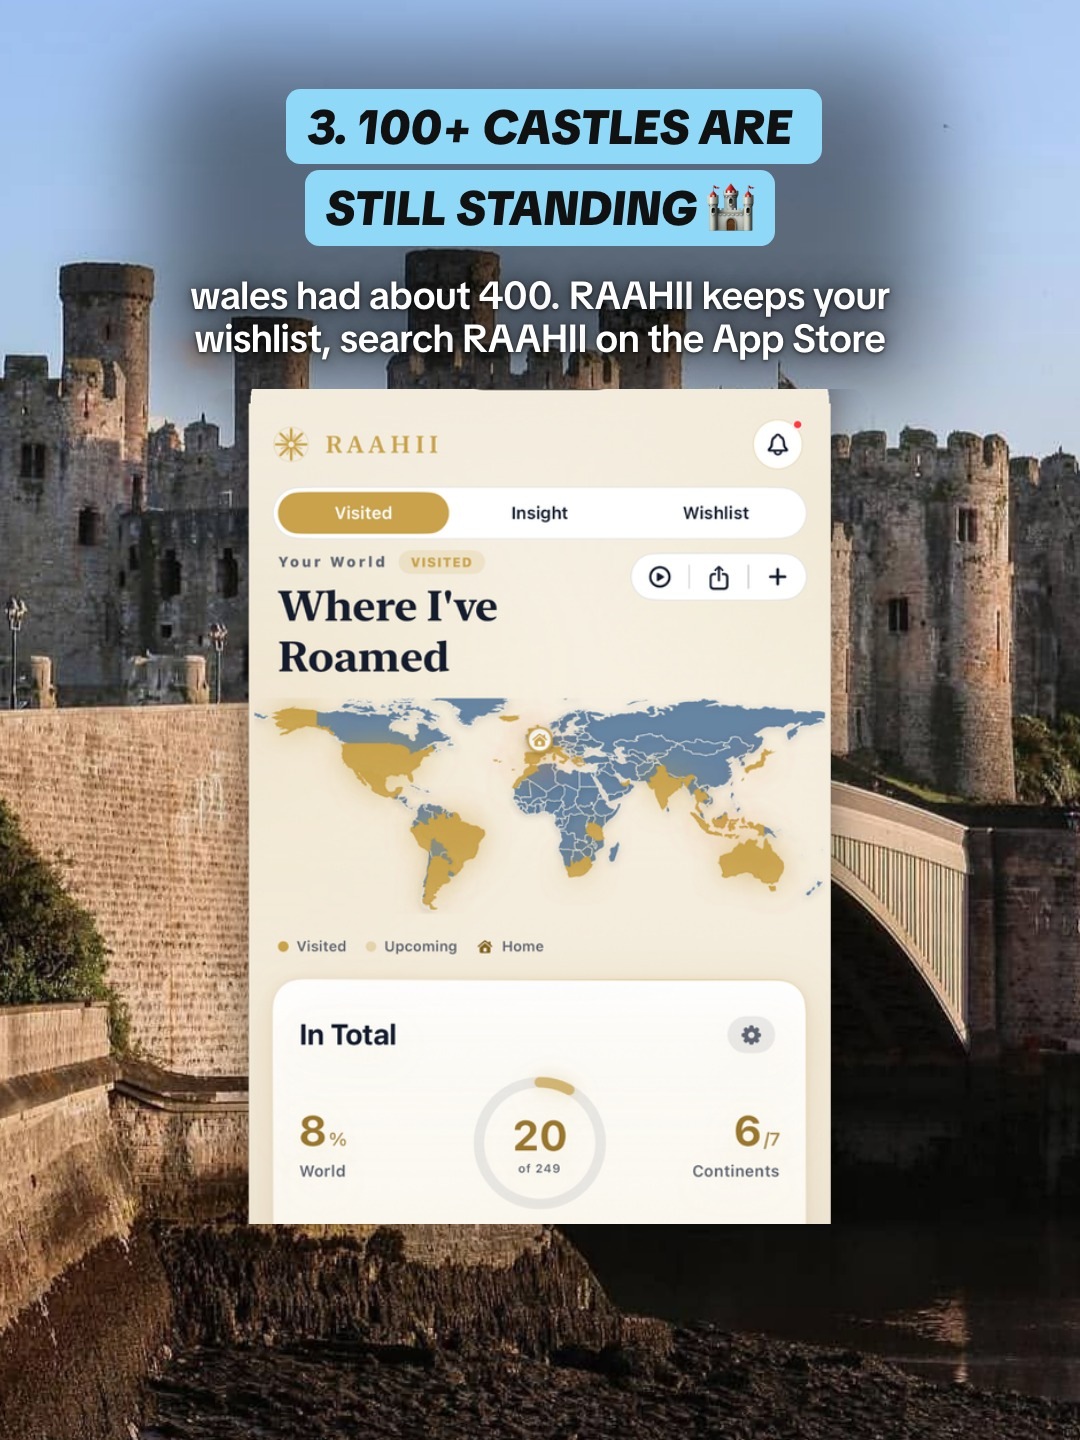 3. 100+ CASTLES ARE
STILL STANDING🏰
wales had about 400. RAAHII keeps your
wishlist, search RAAHII on the App Store
RAAHII
Visited
Insight
Wishlist
Your World
VISITED
Where I've
Roamed
Visited
Upcoming
Home
In Total
8%
World
20
of 249
6/7
Continents